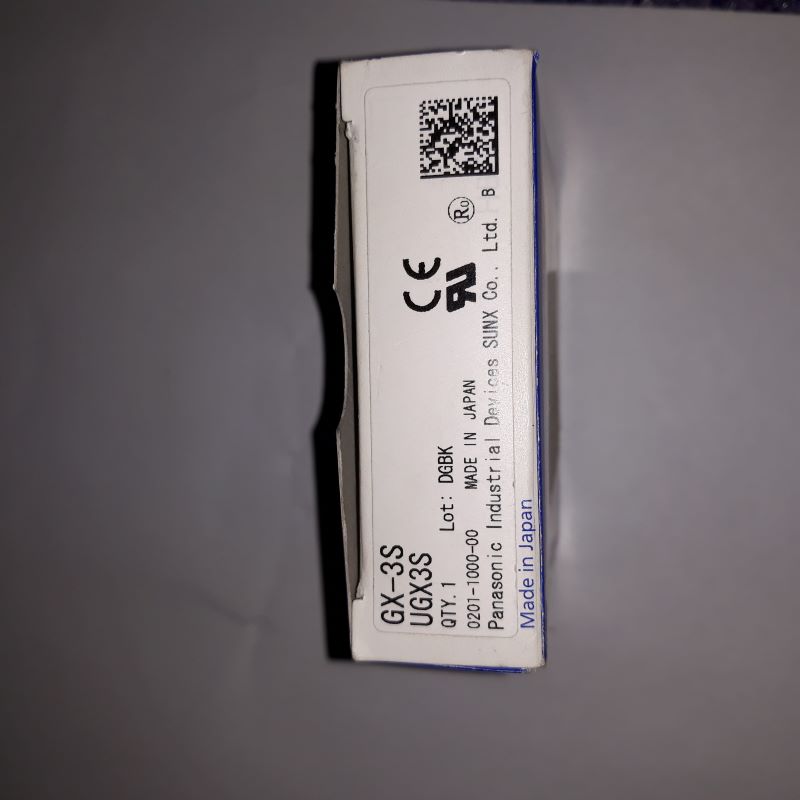 GX-3S
UGX3S
QTY. 1 Lot: DGBK
0201-1000-00 MADE IN JAPAN
Panasonic Industrial Devices SUNX Co., Ltd. B
CE
R
Made in Japan